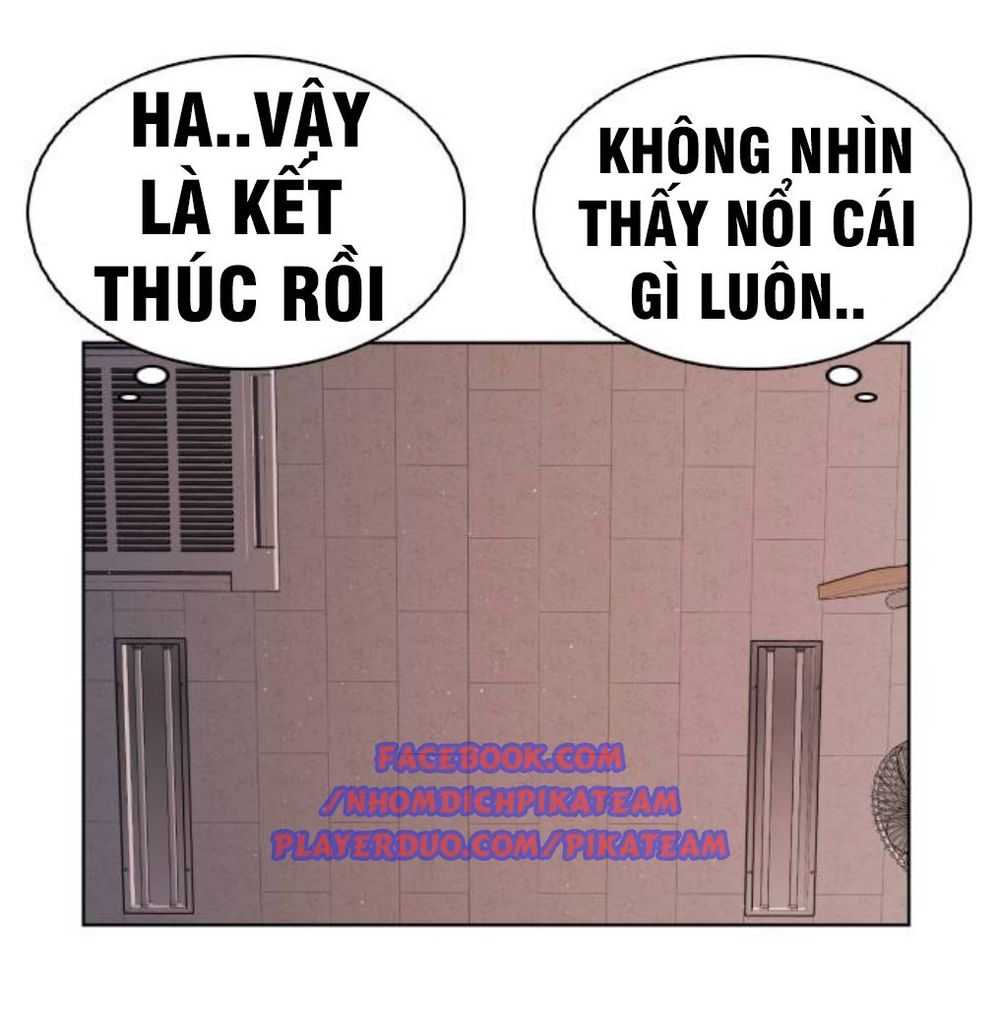 HA..VẬY
LÀ KẾT
THÚC RỒI
KHÔNG NHÌN
THẤY NỔI CÁI
GÌ LUÔN..
FACEBOOK.COM
/NHOMDICHPIKATEAM
PLAYERDUO.COM/PIKATEAM